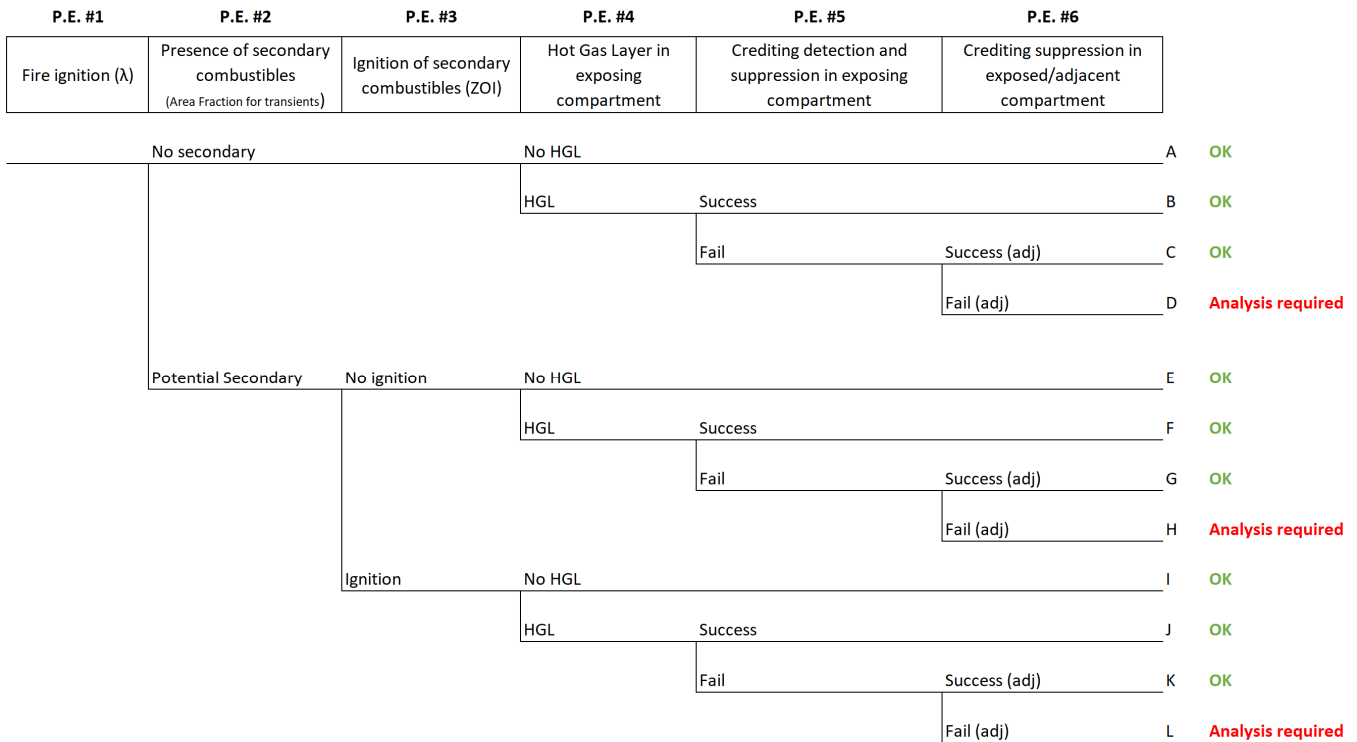 P.E. #1 P.E. #2 P.E. #3 P.E. #4 P.E. #5 P.E. #6
Fire ignition (λ)
Presence of secondary
combustibles
(Area Fraction for transients)
Ignition of secondary
combustibles (ZOI)
Hot Gas Layer in
exposing
compartment
Crediting detection and
suppression in exposing
compartment
Crediting suppression in
exposed/adjacent
compartment
No secondary No HGL A OK
HGL Success B OK
Fail Success (adj) C OK
Fail (adj) D Analysis required
Potential Secondary No ignition No HGL E OK
HGL Success F OK
Fail Success (adj) G OK
Fail (adj) H Analysis required
Ignition No HGL I OK
HGL Success J OK
Fail Success (adj) K OK
Fail (adj) L Analysis required